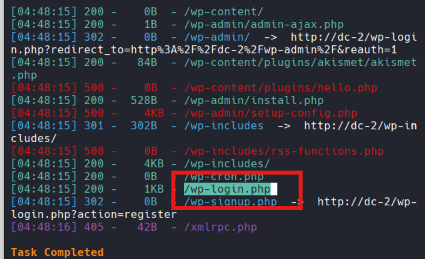 [04:48:15] 200 -    0B  - /wp-content/
[04:48:15] 200 -    1B  - /wp-admin/admin-ajax.php
[04:48:15] 302 -    0B  - /wp-admin/  ->  http://dc-2/wp-logi
n.php?redirect_to=http%3A%2F%2Fdc-2%2Fwp-admin%2F&reauth=1
[04:48:15] 200 -   84B  - /wp-content/plugins/akismet/akismet
.php
[04:48:15] 500 -    0B  - /wp-content/plugins/hello.php
[04:48:15] 200 -  528B  - /wp-admin/install.php
[04:48:15] 500 -    4KB - /wp-admin/setup-config.php
[04:48:15] 301 -  302B  - /wp-includes  ->  http://dc-2/wp-in
cludes/
[04:48:15] 500 -    0B  - /wp-includes/rss-functions.php
[04:48:15] 200 -    4KB - /wp-includes/
[04:48:15] 200 -    0B  - /wp-cron.php
[04:48:15] 200 -    1KB - /wp-login.php
[04:48:15] 302 -    0B  - /wp-signup.php  ->  http://dc-2/wp-
login.php?action=register
[04:48:16] 405 -   42B  - /xmlrpc.php
Task Completed